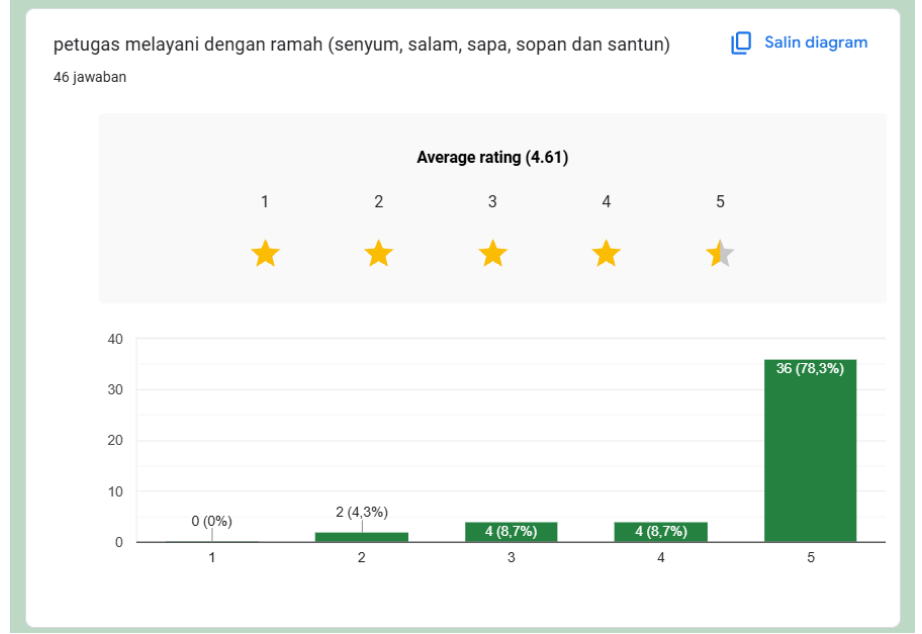 petugas melayani dengan ramah (senyum, salam, sapa, sopan dan santun)
Salin diagram
46 jawaban
Average rating (4.61)
1 2 3 4 5
40
30
20
10
0
0 (0%)
2 (4,3%)
4 (8,7%)
4 (8,7%)
36 (78,3%)
1 2 3 4 5